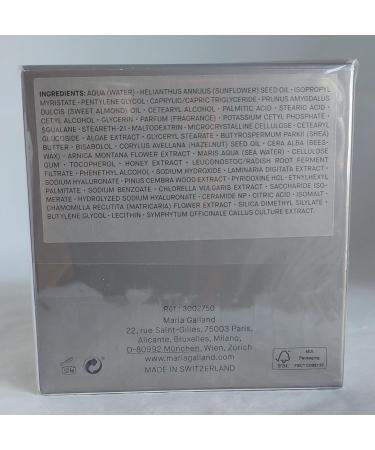 INGREDIENTS: AQUA (WATER) • HELIANTHUS ANNUUS (SUNFLOWER) SEED OIL • ISOPROPYL
MYRISTATE • PENTYLENE GLYCOL • CAPRYLIC/CAPRIC TRIGLYCERIDE • PRUNUS AMYGDALUS
DULCIS (SWEET ALMOND) OIL • CETEARYL ALCOHOL • PALMITIC ACID • STEARIC ACID •
CETYL ALCOHOL • GLYCERIN • PARFUM (FRAGRANCE) • POTASSIUM CETYL PHOSPHATE •
SQUALANE • STEARETH-21 • MALTODEXTRIN • MICROCRYSTALLINE CELLULOSE • CETEARYL
GLUCOSIDE • ALGAE EXTRACT • GLYCERYL STEARATE • BUTYROSPERMUM PARKII (SHEA)
BUTTER • BISABOLOL • CORYLUS AVELLANA (HAZELNUT) SEED OIL • CERA ALBA (BEES-
WAX) • ARNICA MONTANA FLOWER EXTRACT • MARIS AQUA (SEA WATER) • CELLULOSE
GUM • TOCOPHEROL • HONEY EXTRACT • LEUCONOSTOC/RADISH ROOT FERMENT
FILTRATE • PHENETHYL ALCOHOL • SODIUM HYDROXIDE • LAMINARIA DIGITATA EXTRACT •
SODIUM HYALURONATE • PINUS CEMBRA WOOD EXTRACT • PYRIDOXINE HCL • ETHYLHEXYL
PALMITATE • SODIUM BENZOATE • CHLORELLA VULGARIS EXTRACT • SACCHARIDE ISO-
MERATE • HYDROLYZED SODIUM HYALURONATE • CERAMIDE NP • CITRIC ACID •
CHAMOMILLA RECUTITA (MATRICARIA) FLOWER EXTRACT • SILICA DIMETHYL SILYLATE •
BUTYLENE GLYCOL • LECITHIN • SYMPHYTUM OFFICINALE CALLUS CULTURE EXTRACT.
Réf : 3002750
Maria Galland
22, rue Saint-Gilles, 75003 Paris,
Alicante, Bruxelles, Milano,
D-80992 München, Wien, Zürich
www.mariagalland.com
MADE IN SWITZERLAND
FSC
MIX
Packaging